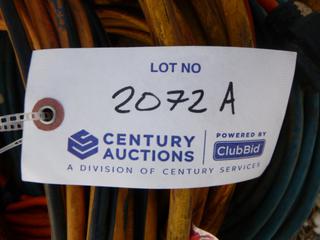 LOT NO
2072 A
CENTURY AUCTIONS
POWERED BY
ClubBid
A DIVISION OF CENTURY SERVICES